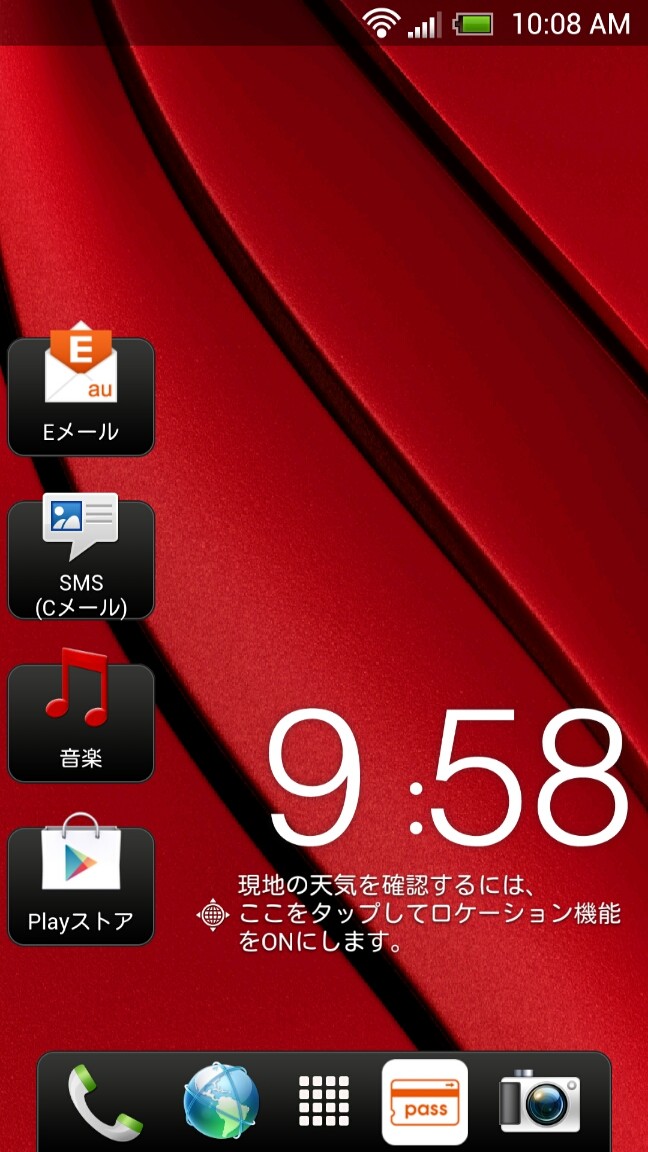 10:08 AM
E
au
Eメール
SMS
(Cメール)
音楽
Playストア
9:58
現地の天気を確認するには、
ここをタップしてロケーション機能
をONにします。
pass